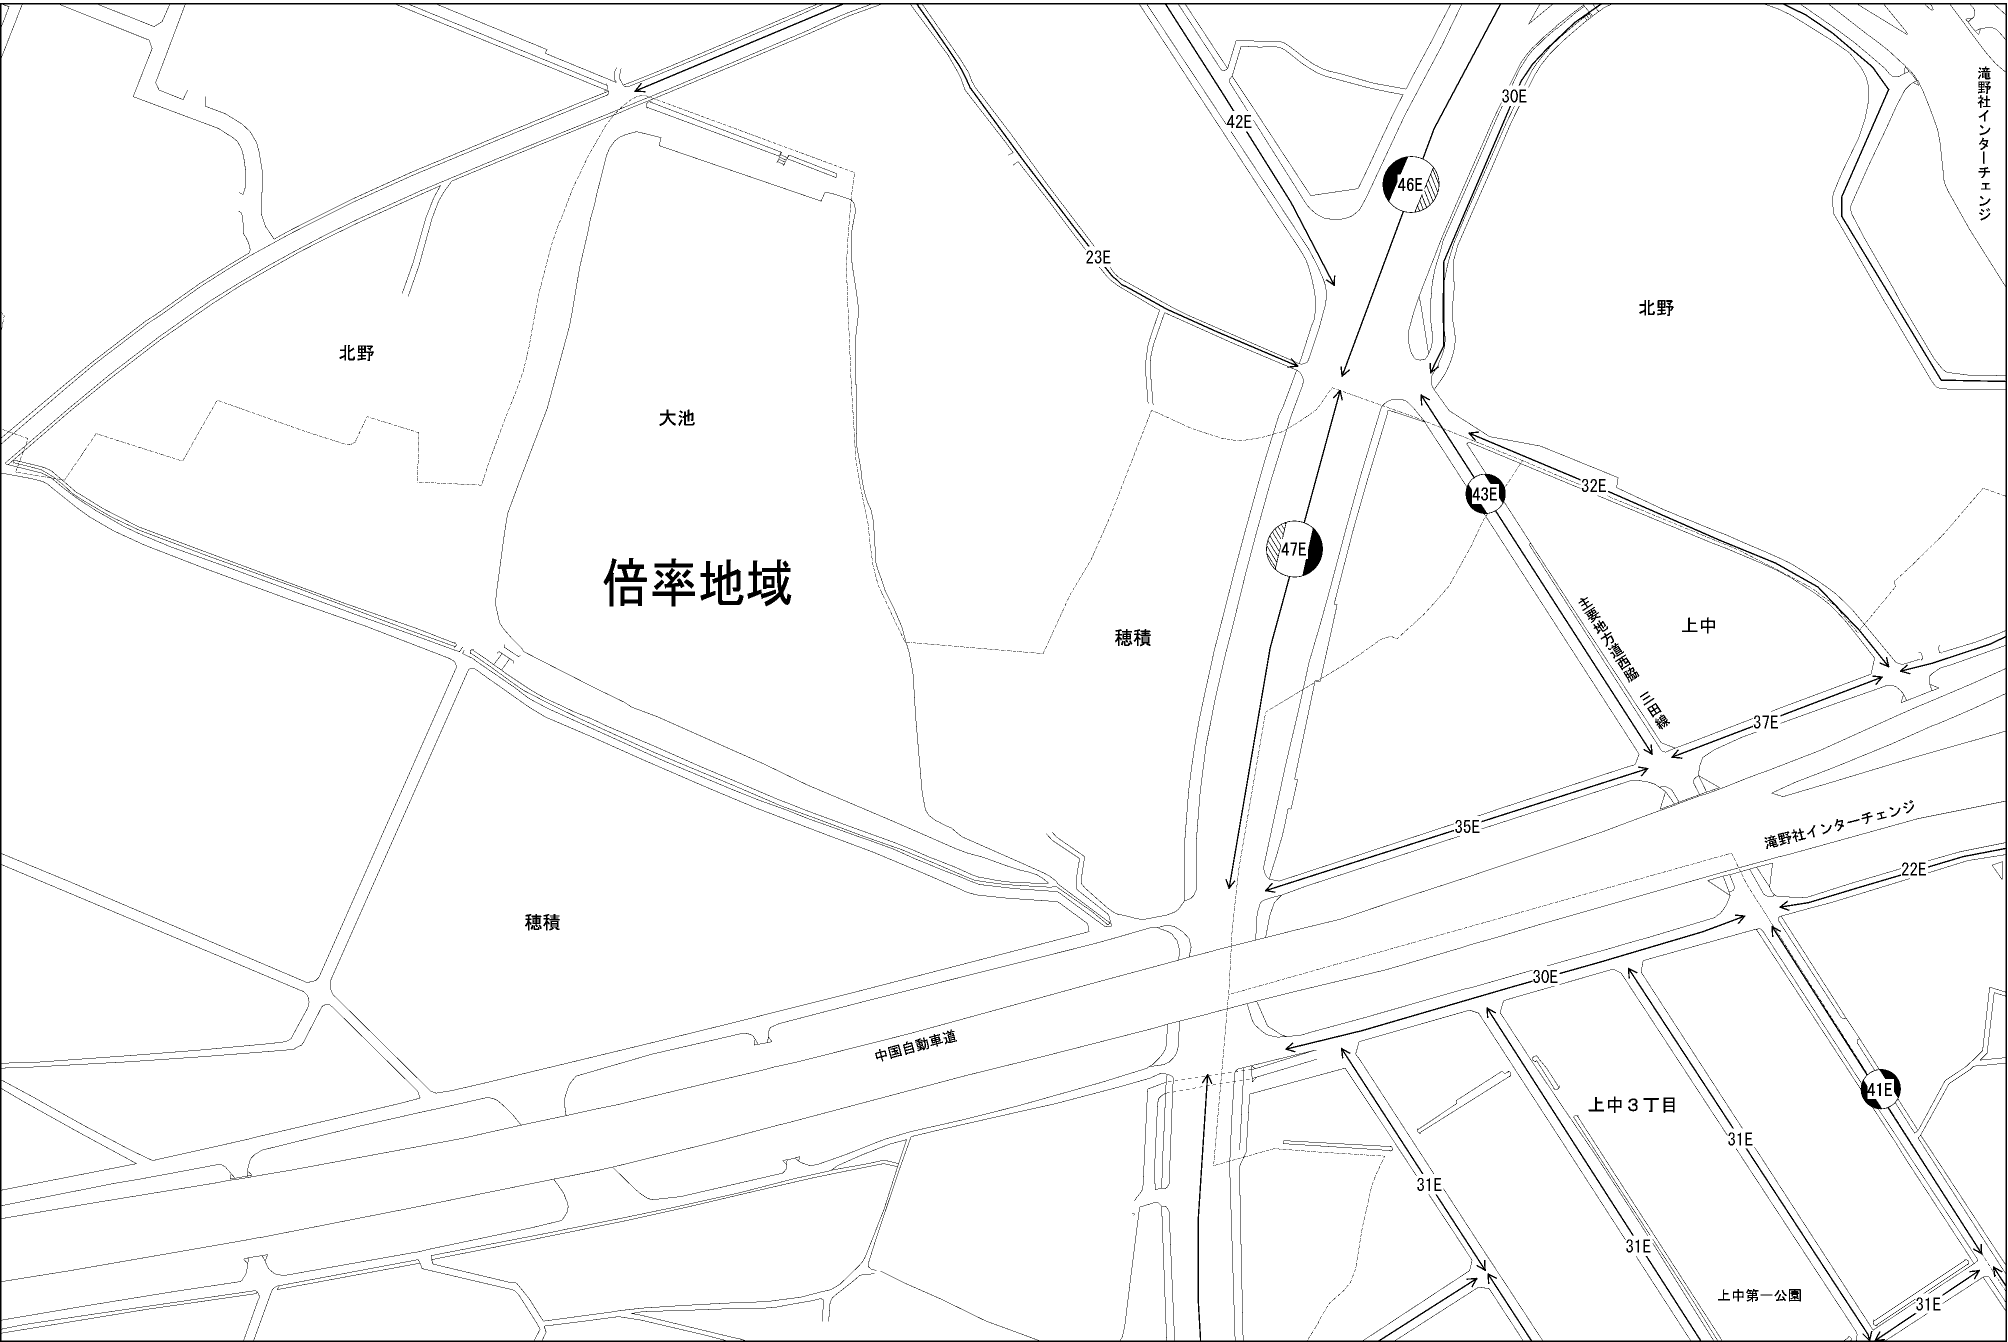 滝野社インターチェンジ
30E
42E
46E
23E
北野
北野
大池
32E
43E
47E
倍率地域
主要地方道西脇　三田線
上中
穂積
37E
35E
滝野社インターチェンジ
22E
穂積
30E
中国自動車道
41E
上中３丁目
31E
31E
31E
上中第一公園
31E